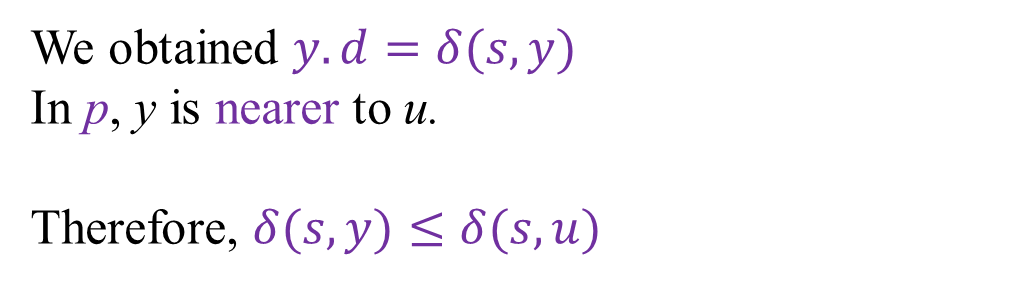 We obtained y.d = δ(s,y)
In p, y is nearer to u.
Therefore, δ(s,y) ≤ δ(s,u)